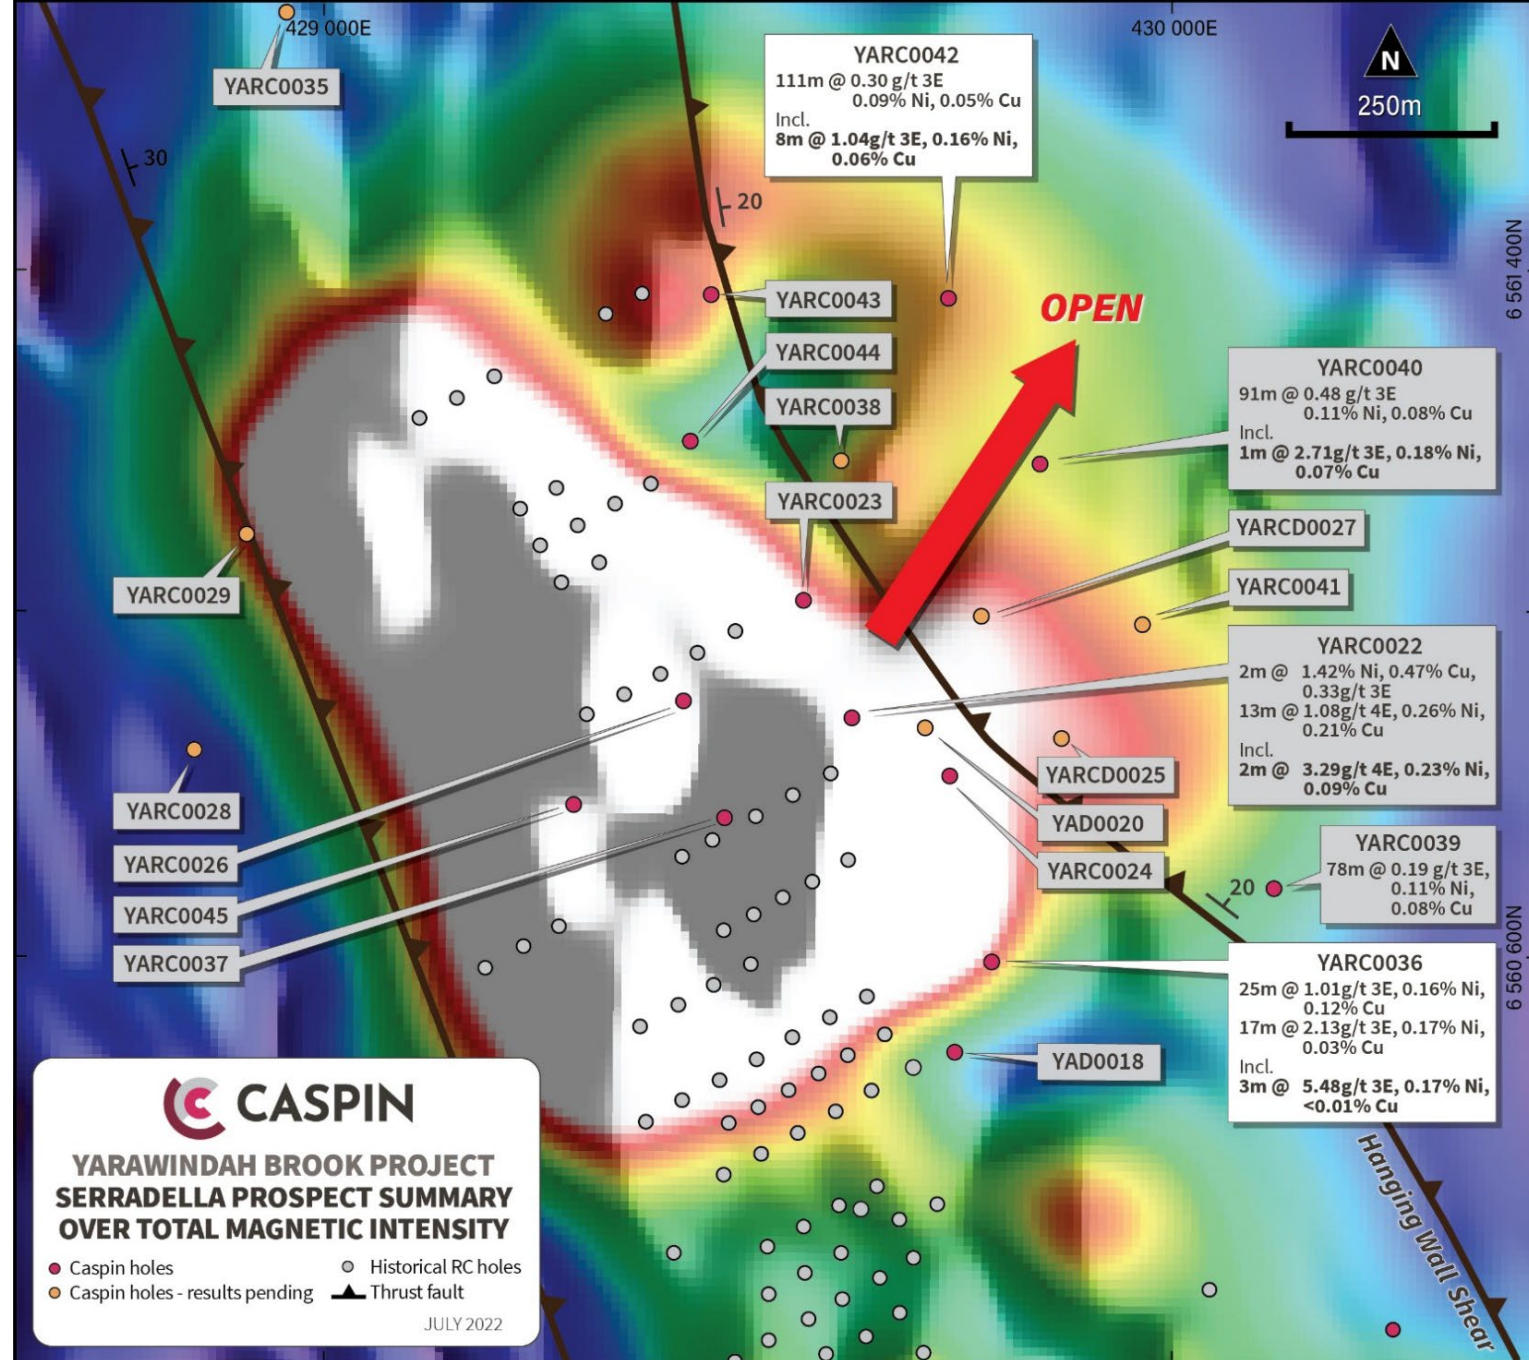 429 000E
430 000E
N
250m
6 561 400N
6 560 600N
YARC0035
30
20
YARC0042
111m @ 0.30 g/t 3E
0.09% Ni, 0.05% Cu
Incl.
8m @ 1.04g/t 3E, 0.16% Ni,
0.06% Cu
YARC0043
YARC0044
YARC0038
YARC0023
OPEN
YARC0040
91m @ 0.48 g/t 3E
0.11% Ni, 0.08% Cu
Incl.
1m @ 2.71g/t 3E, 0.18% Ni,
0.07% Cu
YARCD0027
YARC0041
YARC0022
2m @ 1.42% Ni, 0.47% Cu,
0.33g/t 3E
13m @ 1.08g/t 4E, 0.26% Ni,
0.21% Cu
Incl.
2m @ 3.29g/t 4E, 0.23% Ni,
0.09% Cu
YARC0029
YARC0028
YARC0026
YARC0045
YARC0037
YARCD0025
YAD0020
YARC0024
YARC0039
78m @ 0.19 g/t 3E,
0.11% Ni,
0.08% Cu
20
YARC0036
25m @ 1.01g/t 3E, 0.16% Ni,
0.12% Cu
17m @ 2.13g/t 3E, 0.17% Ni,
0.03% Cu
Incl.
3m @ 5.48g/t 3E, 0.17% Ni,
<0.01% Cu
YAD0018
Hanging Wall Shear
CASPIN
YARAWINDAH BROOK PROJECT
SERRADELLA PROSPECT SUMMARY
OVER TOTAL MAGNETIC INTENSITY
Caspin holes
Historical RC holes
Caspin holes - results pending
Thrust fault
JULY 2022